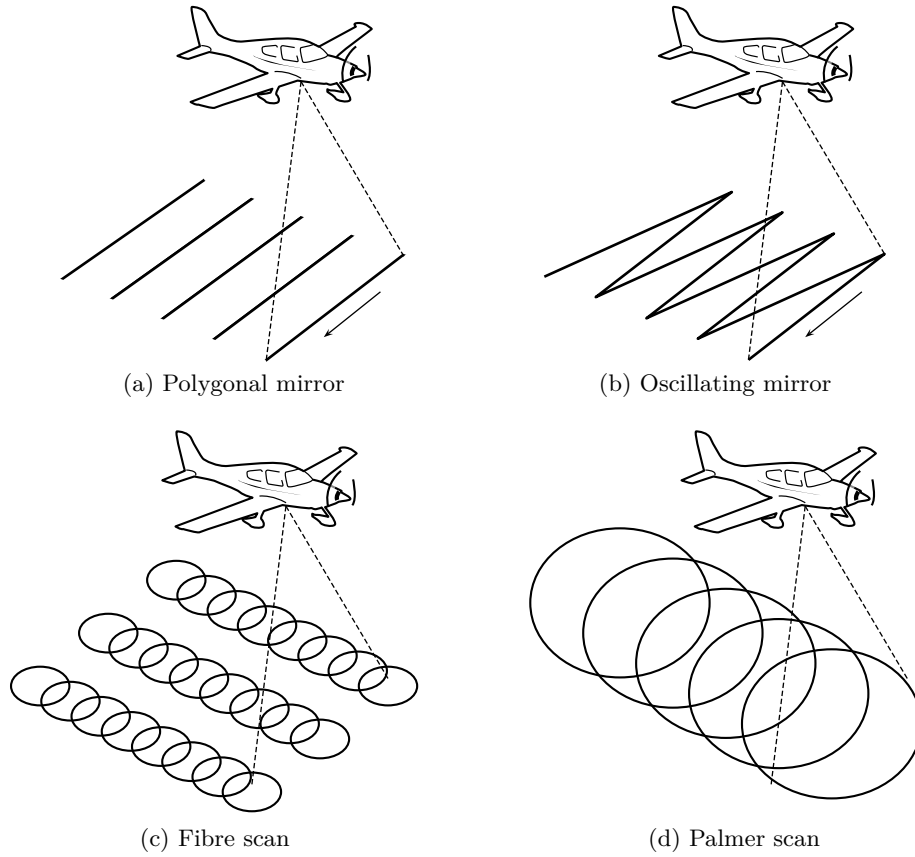 (a) Polygonal mirror
(b) Oscillating mirror
(c) Fibre scan
(d) Palmer scan